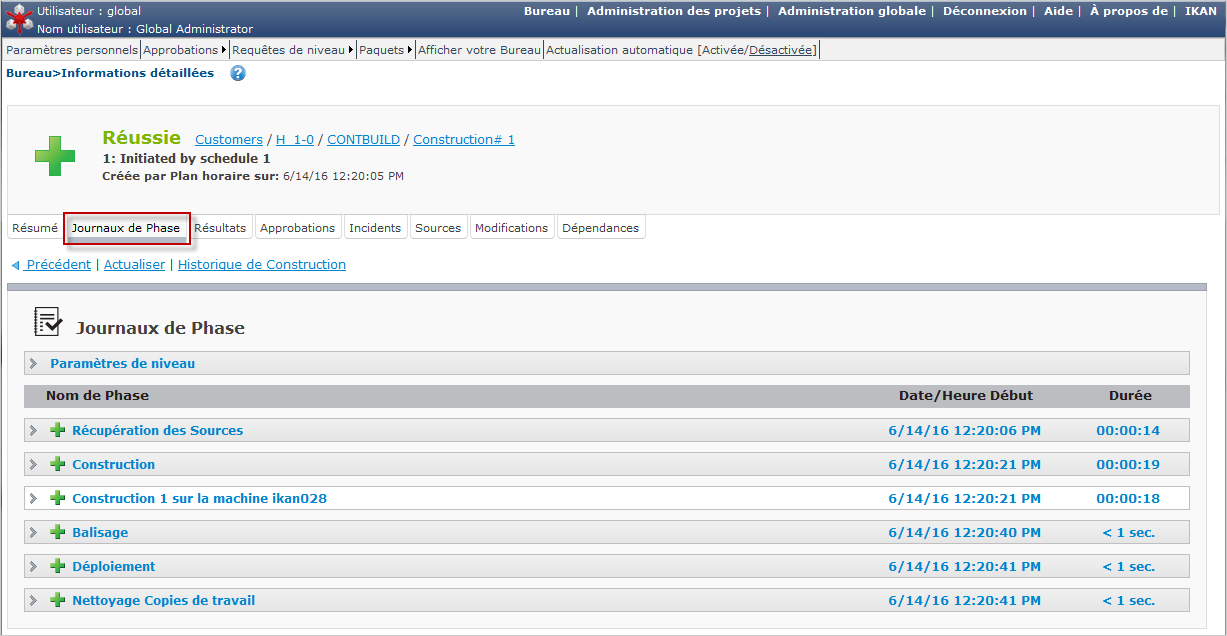 Utilisateur : global
Nom utilisateur : Global Administrator
Bureau | Administration des projets | Administration globale | Déconnexion | Aide | À propos de | IKAN
Paramètres personnels Approbations Requêtes de niveau Paquets Afficher votre Bureau Actualisation automatique [Activée/Désactivée]
Bureau>Informations détaillées ?
Réussie Customers / H_1-0 / CONTBUILD / Construction# 1
1: Initiated by schedule 1
Créée par Plan horaire sur: 6/14/16 12:20:05 PM
Résumé Journaux de Phase Résultats Approbations Incidents Sources Modifications Dépendances
Précédent | Actualiser | Historique de Construction
Journaux de Phase
Paramètres de niveau
Nom de Phase Date/Heure Début Durée
Récupération des Sources 6/14/16 12:20:06 PM 00:00:14
Construction 6/14/16 12:20:21 PM 00:00:19
Construction 1 sur la machine ikan028 6/14/16 12:20:21 PM 00:00:18
Balisage 6/14/16 12:20:40 PM < 1 sec.
Déploiement 6/14/16 12:20:41 PM < 1 sec.
Nettoyage Copies de travail 6/14/16 12:20:41 PM < 1 sec.